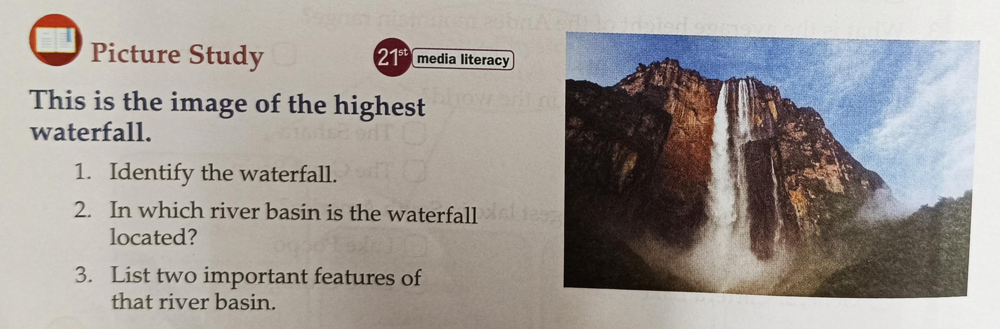 Picture Study
21st media literacy
This is the image of the highest
waterfall.
1. Identify the waterfall.
2. In which river basin is the waterfall
located?
3. List two important features of
that river basin.